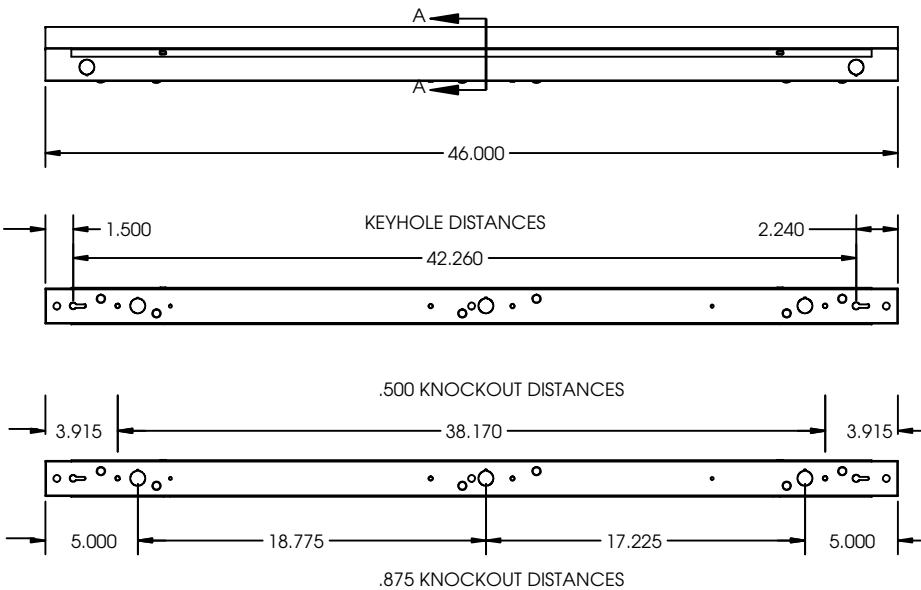 A
A
46.000
KEYHOLE DISTANCES
1.500
2.240
42.260
.500 KNOCKOUT DISTANCES
3.915
38.170
3.915
5.000
18.775
17.225
5.000
.875 KNOCKOUT DISTANCES